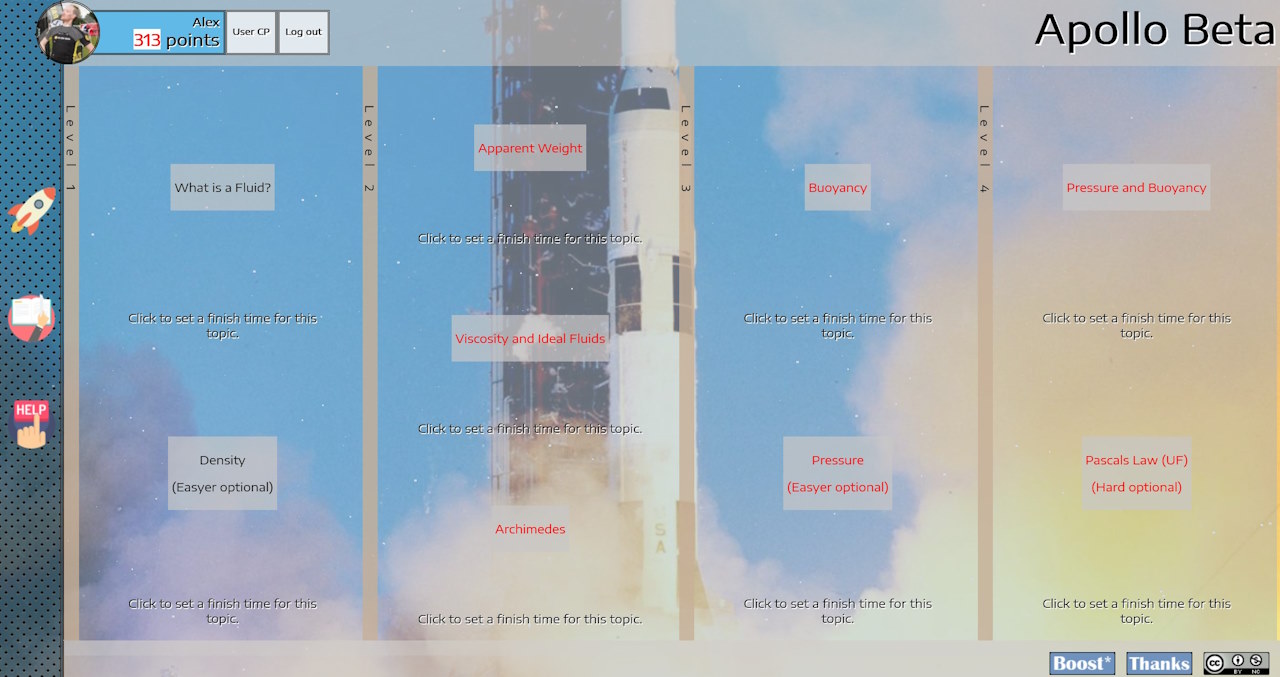 Alex
313 points
User CP
Log out
Apollo Beta
Level 1
What is a Fluid?
Click to set a finish time for this
topic.
Density
(Easyer optional)
Click to set a finish time for this
topic.
Level 2
Apparent Weight
Click to set a finish time for this topic.
Viscosity and Ideal Fluids
Click to set a finish time for this topic.
Archimedes
Click to set a finish time for this topic.
Level 3
Buoyancy
Click to set a finish time for this
topic.
Pressure
(Easyer optional)
Click to set a finish time for this
topic.
Level 4
Pressure and Buoyancy
Click to set a finish time for this
topic.
Pascals Law (UF)
(Hard optional)
Click to set a finish time for this
topic.
HELP
SA
Boost*
Thanks
CC
BY NC